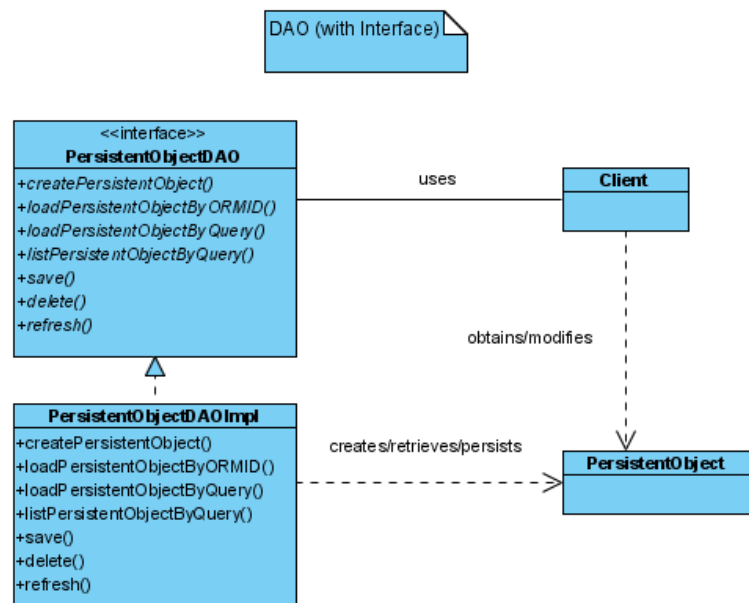 DAO (with Interface)
<<interface>>
PersistentObjectDAO
+createPersistentObject()
+loadPersistentObjectByORMID()
+loadPersistentObjectByQuery()
+listPersistentObjectByQuery()
+save()
+delete()
+refresh()
uses
Client
obtains/modifies
PersistentObjectDAOImpl
+createPersistentObject()
+loadPersistentObjectByORMID()
+loadPersistentObjectByQuery()
+listPersistentObjectByQuery()
+save()
+delete()
+refresh()
creates/retrieves/persists
PersistentObject